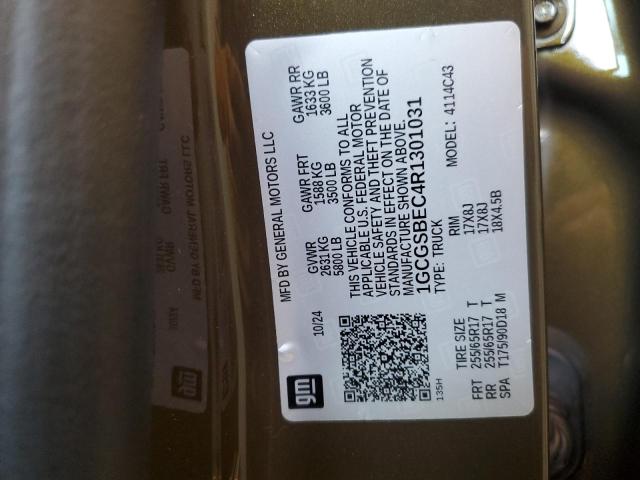 gm
MFD BY GENERAL MOTORS LLC
10/24
GVWR GAWR FRT GAWR RR
2631 KG 1588 KG 1633 KG
5800 LB 3500 LB 3600 LB
THIS VEHICLE CONFORMS TO ALL
APPLICABLE U.S. FEDERAL MOTOR
VEHICLE SAFETY AND THEFT PREVENTION
STANDARDS IN EFFECT ON THE DATE OF
MANUFACTURE SHOWN ABOVE.
1GCGSBEC4R1301031
135H
TYPE: TRUCK MODEL: 4114C43
TIRE SIZE RIM
FRT 255/65R17 T 17X8J
RR 255/65R17 T 17X8J
SPA T175/90D18 M 18X4.5B